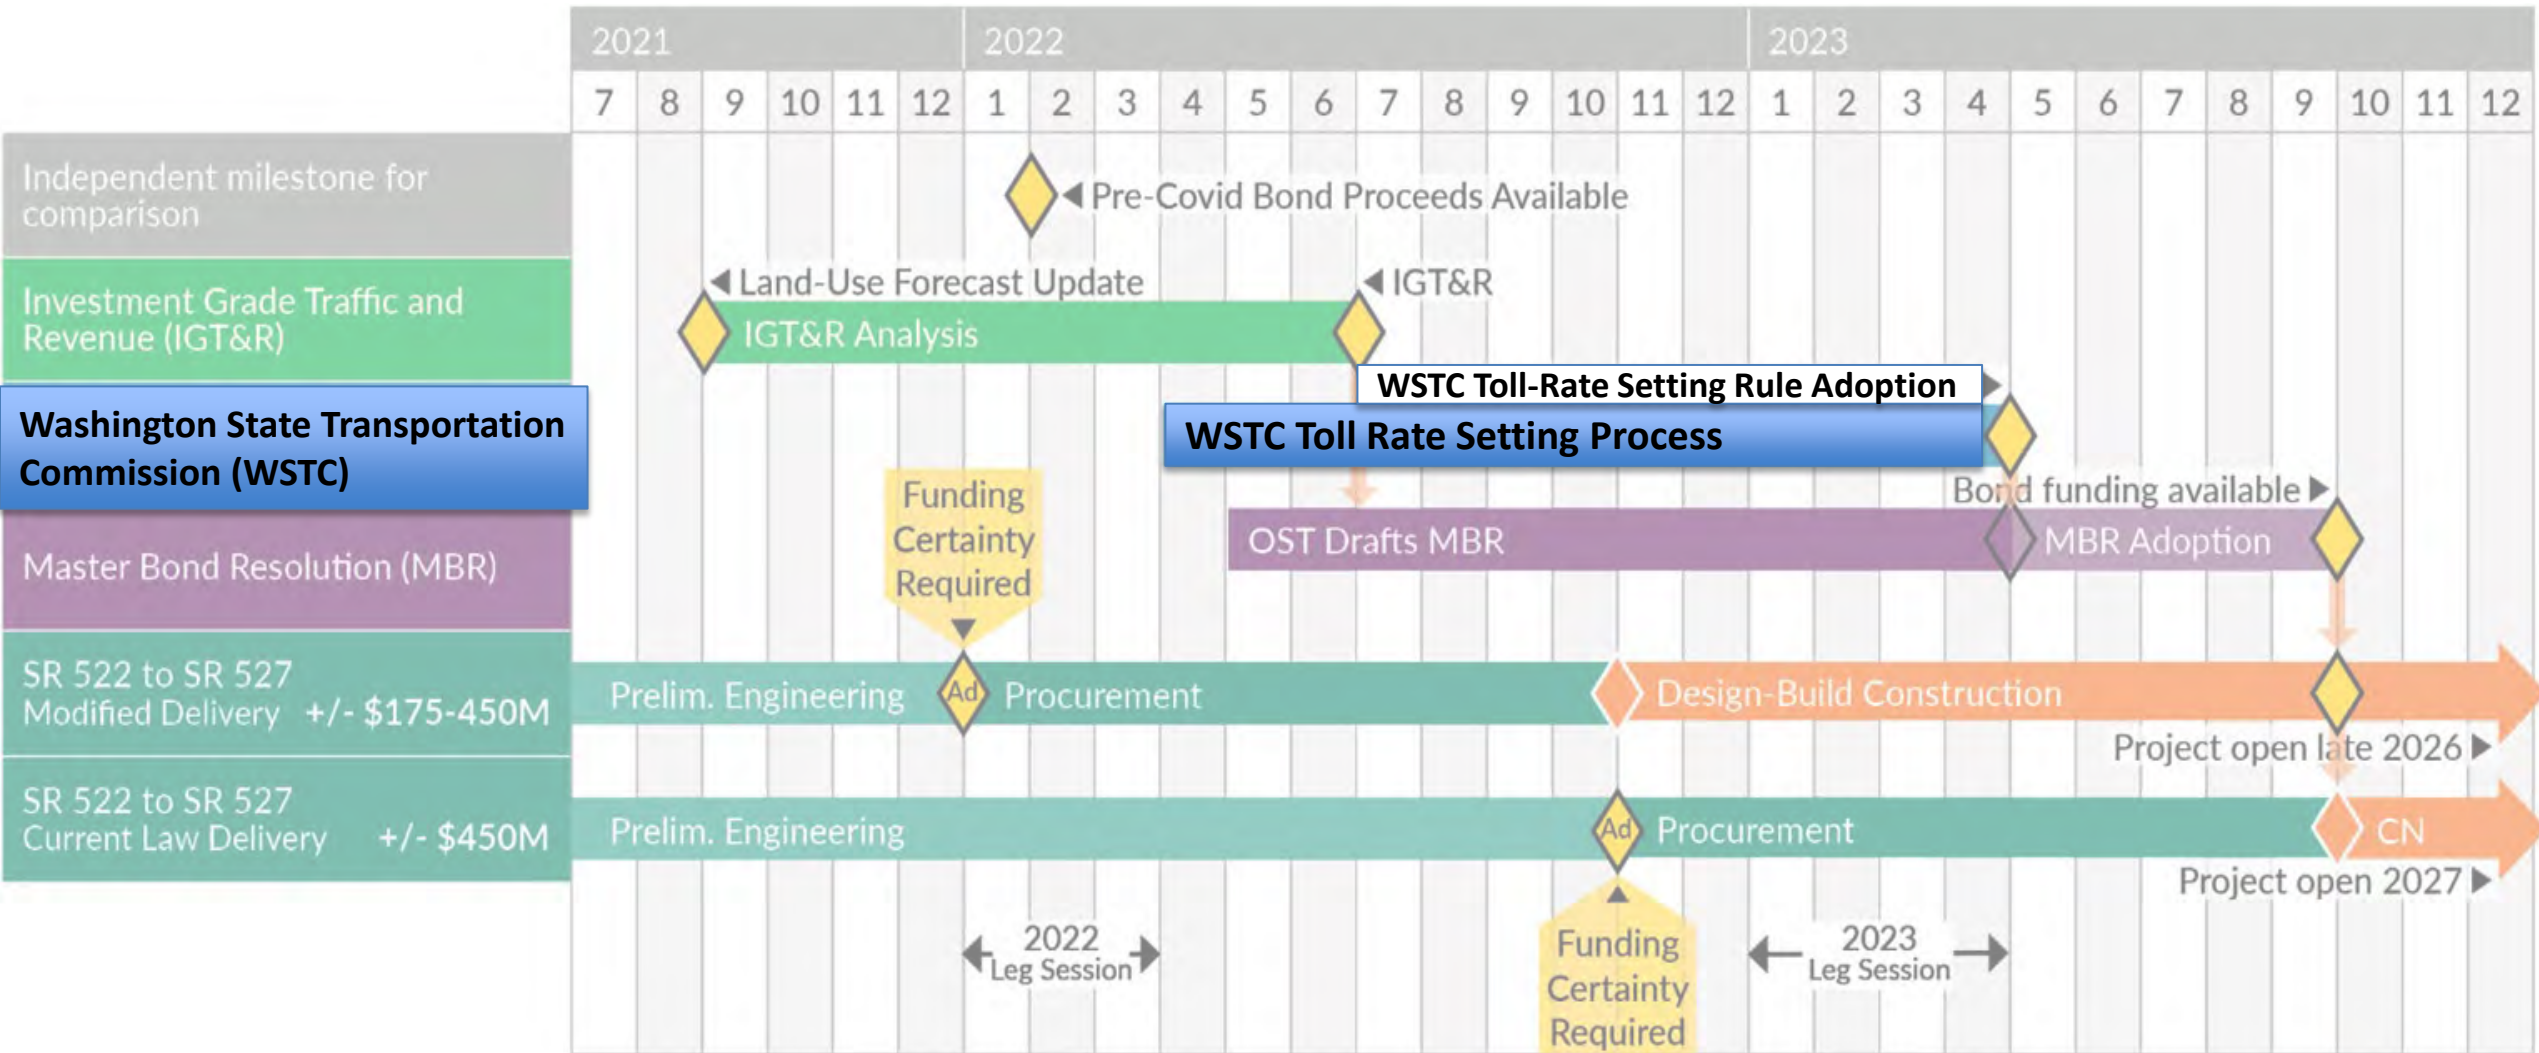 2021 2022 2023
7 8 9 10 11 12 1 2 3 4 5 6 7 8 9 10 11 12 1 2 3 4 5 6 7 8 9 10 11 12
Independent milestone for
comparison
Pre-Covid Bond Proceeds Available
Investment Grade Traffic and
Revenue (IGT&R)
Land-Use Forecast Update
IGT&R
IGT&R Analysis
Washington State Transportation
Commission (WSTC)
WSTC Toll-Rate Setting Rule Adoption
WSTC Toll Rate Setting Process
Master Bond Resolution (MBR)
Funding
Certainty
Required
Bond funding available
OST Drafts MBR
MBR Adoption
SR 522 to SR 527
Modified Delivery +/- $175-450M
Prelim. Engineering
Ad
Procurement
Design-Build Construction
Project open late 2026
SR 522 to SR 527
Current Law Delivery +/- $450M
Prelim. Engineering
Ad
Procurement
CN
Project open 2027
2022
Leg Session
Funding
Certainty
Required
2023
Leg Session